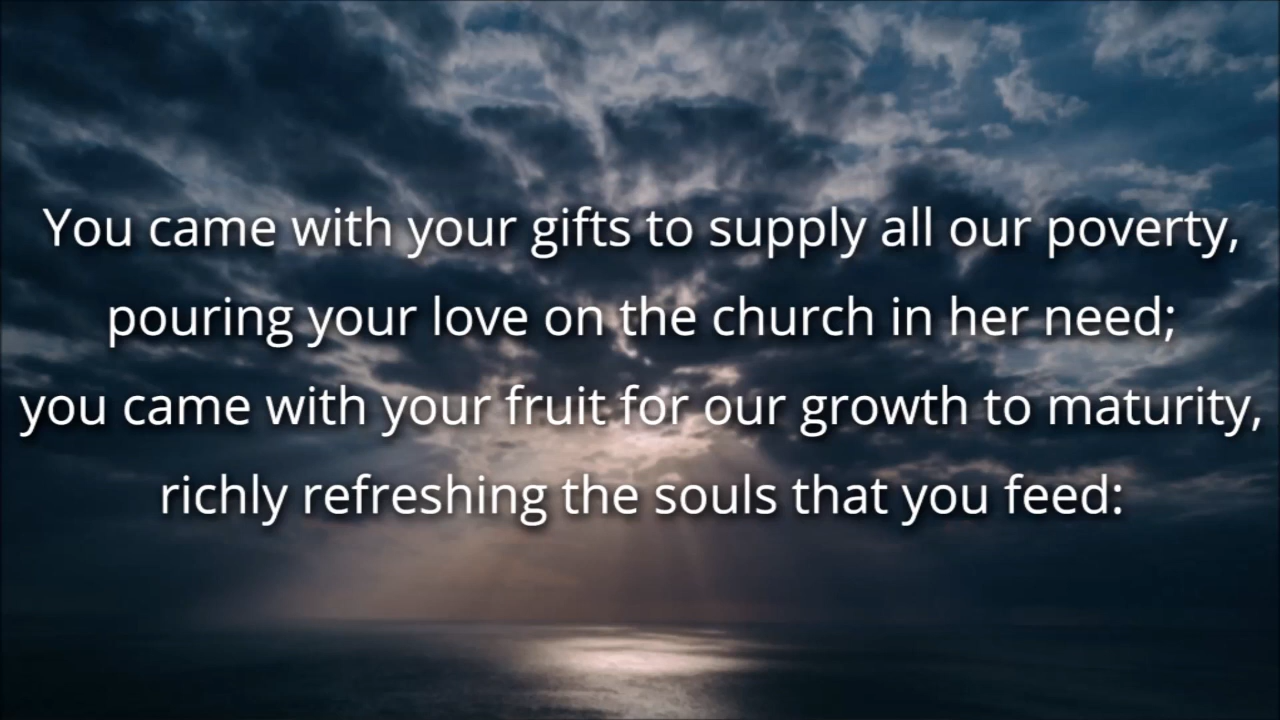 You came with your gifts to supply all our poverty,
pouring your love on the church in her need;
you came with your fruit for our growth to maturity,
richly refreshing the souls that you feed: